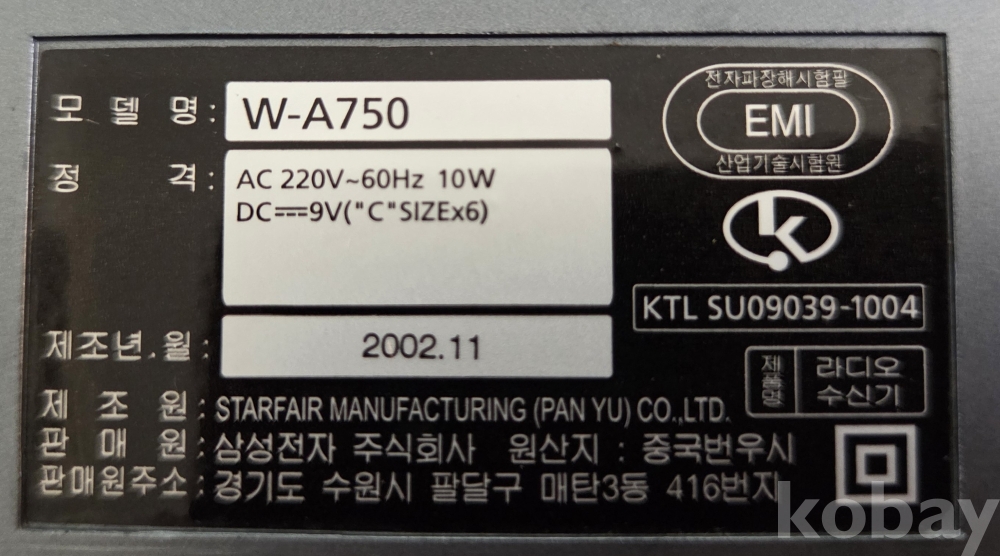 모 델 명 : W-A750
정 격 : AC 220V~60Hz 10W
DC⎓9V("C"SIZEx6)
제조년.월 : 2002.11
제 조 원 : STARFAIR MANUFACTURING (PAN YU) CO.,LTD.
판 매 원 : 삼성전자 주식회사 원산지 : 중국번우시
판매원주소 : 경기도 수원시 팔달구 매탄3동 416번지
전자파장해시험필
EMI
산업기술시험원
KTL SU09039-1004
제품명 라디오
수신기
kobay